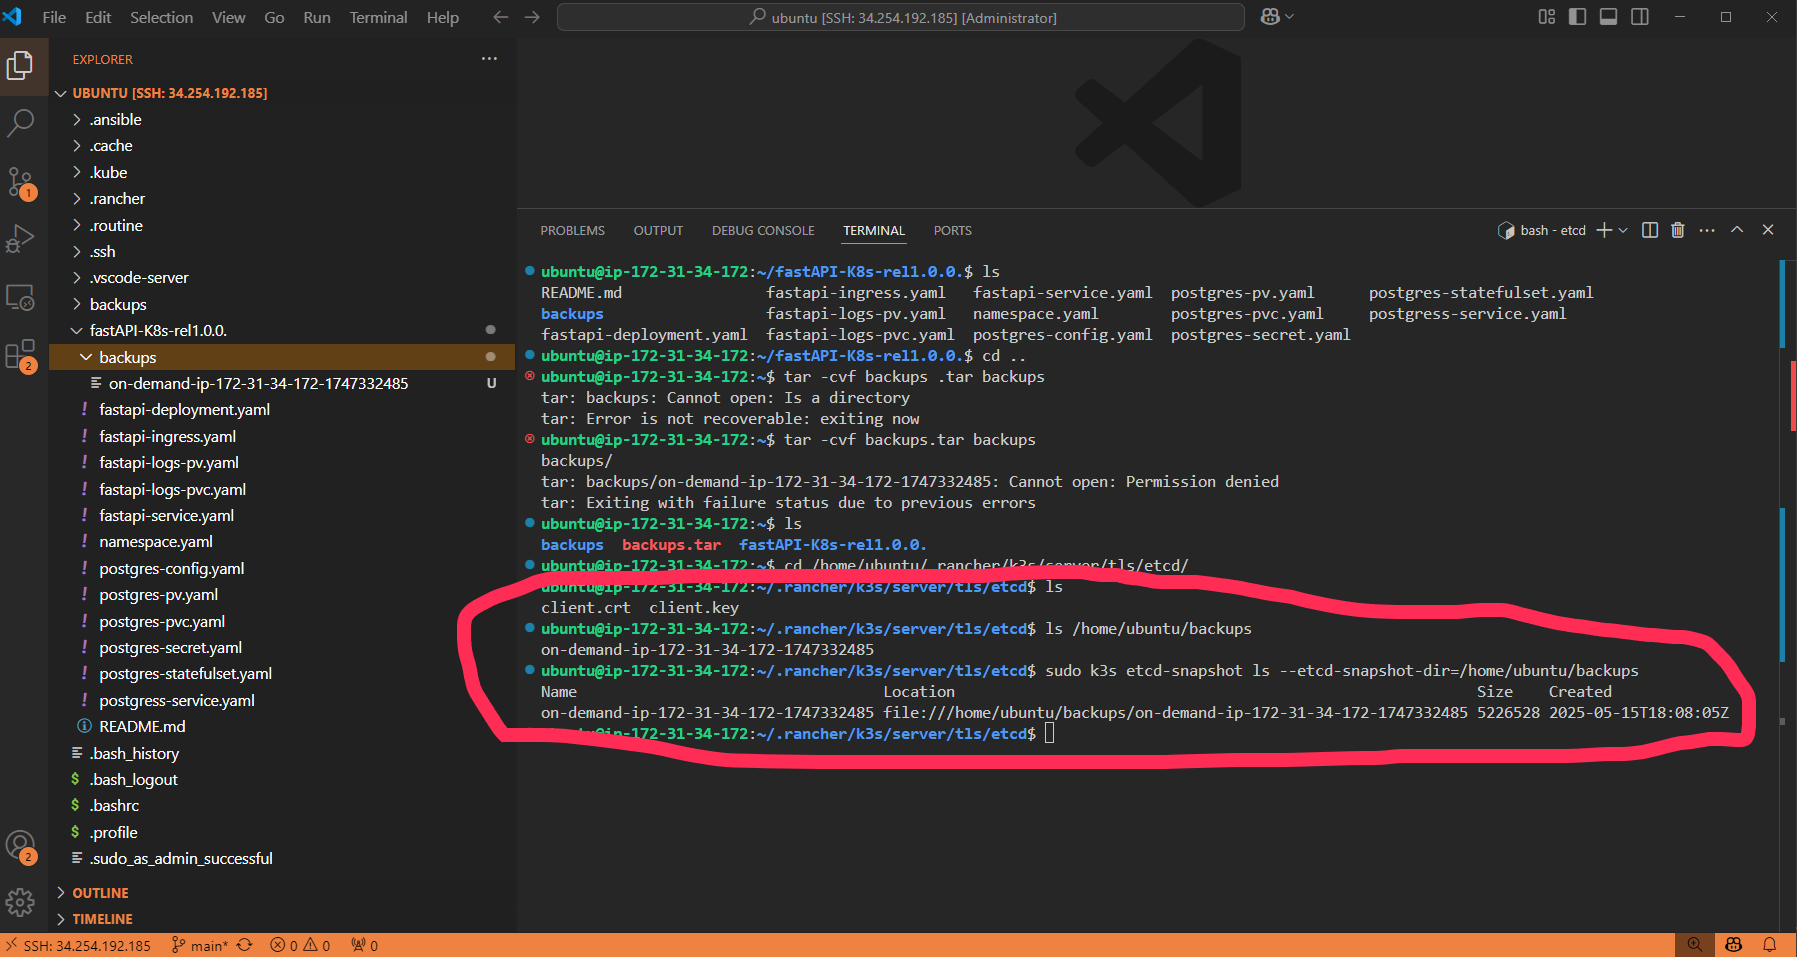 File Edit Selection View Go Run Terminal Help
ubuntu [SSH: 34.254.192.185] [Administrator]
EXPLORER
UBUNTU [SSH: 34.254.192.185]
.ansible
.cache
.kube
.rancher
.routine
.ssh
.vscode-server
backups
fastAPI-K8s-rel1.0.0.
backups
on-demand-ip-172-31-34-172-1747332485 U
fastapi-deployment.yaml
fastapi-ingress.yaml
fastapi-logs-pv.yaml
fastapi-logs-pvc.yaml
fastapi-service.yaml
namespace.yaml
postgres-config.yaml
postgres-pv.yaml
postgres-pvc.yaml
postgres-secret.yaml
postgres-statefulset.yaml
postgress-service.yaml
README.md
.bash_history
.bash_logout
.bashrc
.profile
.sudo_as_admin_successful
OUTLINE
TIMELINE
1
2
2
PROBLEMS OUTPUT DEBUG CONSOLE TERMINAL PORTS
bash - etcd
ubuntu@ip-172-31-34-172:~/fastAPI-K8s-rel1.0.0.$ ls
README.md fastapi-ingress.yaml fastapi-service.yaml postgres-pv.yaml postgres-statefulset.yaml
backups fastapi-logs-pv.yaml namespace.yaml postgres-pvc.yaml postgress-service.yaml
fastapi-deployment.yaml fastapi-logs-pvc.yaml postgres-config.yaml postgres-secret.yaml
ubuntu@ip-172-31-34-172:~/fastAPI-K8s-rel1.0.0.$ cd ..
ubuntu@ip-172-31-34-172:~$ tar -cvf backups .tar backups
tar: backups: Cannot open: Is a directory
tar: Error is not recoverable: exiting now
ubuntu@ip-172-31-34-172:~$ tar -cvf backups.tar backups
backups/
tar: backups/on-demand-ip-172-31-34-172-1747332485: Cannot open: Permission denied
tar: Exiting with failure status due to previous errors
ubuntu@ip-172-31-34-172:~$ ls
backups backups.tar fastAPI-K8s-rel1.0.0.
ubuntu@ip-172-31-34-172:~$ cd /home/ubuntu/.rancher/k3s/server/tls/etcd/
ubuntu@ip-172-31-34-172:~/.rancher/k3s/server/tls/etcd$ ls
client.crt client.key
ubuntu@ip-172-31-34-172:~/.rancher/k3s/server/tls/etcd$ ls /home/ubuntu/backups
on-demand-ip-172-31-34-172-1747332485
ubuntu@ip-172-31-34-172:~/.rancher/k3s/server/tls/etcd$ sudo k3s etcd-snapshot ls --etcd-snapshot-dir=/home/ubuntu/backups
Name Location Size Created
on-demand-ip-172-31-34-172-1747332485 file:///home/ubuntu/backups/on-demand-ip-172-31-34-172-1747332485 5226528 2025-05-15T18:08:05Z
ubuntu@ip-172-31-34-172:~/.rancher/k3s/server/tls/etcd$
SSH: 34.254.192.185 main* 0 0 0